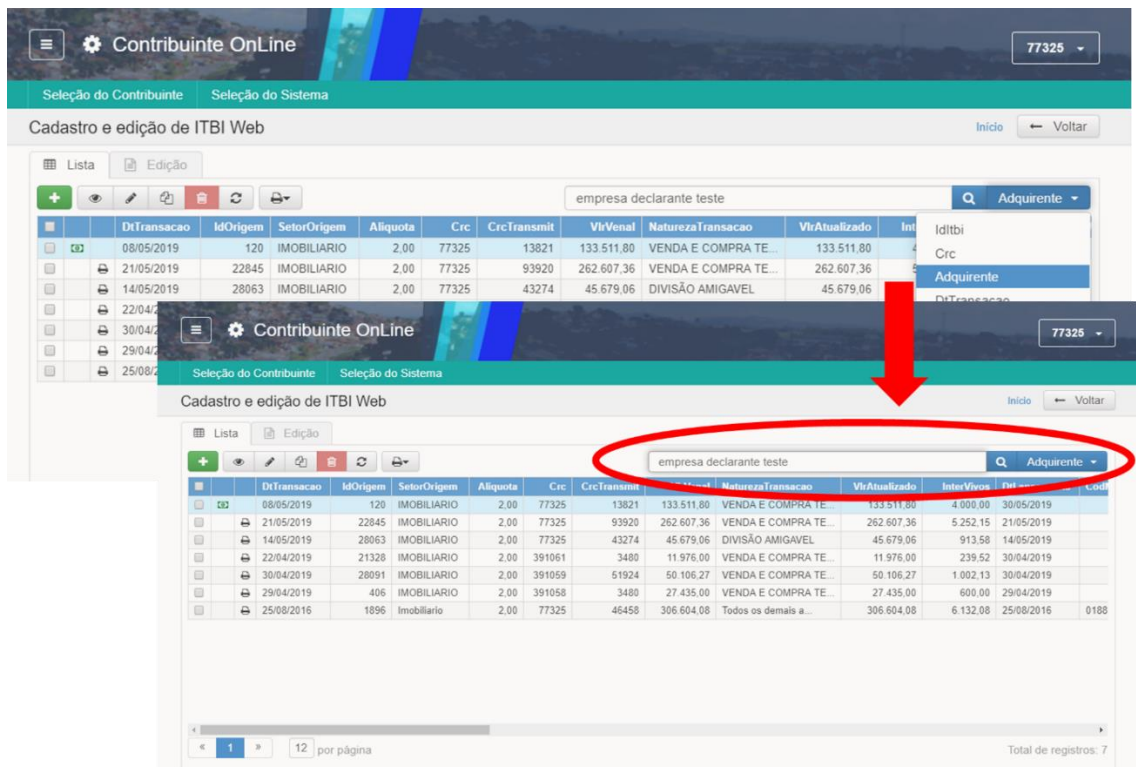 Contribuinte OnLine
77325
Seleção do Contribuinte Seleção do Sistema
Cadastro e edição de ITBI Web
Início ← Voltar
Lista Edição
empresa declarante teste Adquirente
DtTransacao IdOrigem SetorOrigem Aliquota Crc CrcTransmit VlrVenal NaturezaTransacao VlrAtualizado
08/05/2019 120 IMOBILIARIO 2,00 77325 13821 133.511,80 VENDA E COMPRA TE... 133.511,80
21/05/2019 22845 IMOBILIARIO 2,00 77325 93920 262.607,36 VENDA E COMPRA TE... 262.607,36
14/05/2019 28063 IMOBILIARIO 2,00 77325 43274 45.679,06 DIVISÃO AMIGAVEL 45.679,06
22/04/2
30/04/2
29/04/2
25/08/2
IdItbi
Crc
Adquirente
DtTransacao
Contribuinte OnLine
77325
Seleção do Contribuinte Seleção do Sistema
Cadastro e edição de ITBI Web
Início ← Voltar
Lista Edição
empresa declarante teste Adquirente
DtTransacao IdOrigem SetorOrigem Aliquota Crc CrcTransmit NaturezaTransacao VlrAtualizado InterVivos
08/05/2019 120 IMOBILIARIO 2,00 77325 13821 133.511,80 VENDA E COMPRA TE... 133.511,80 4.000,00 30/05/2019
21/05/2019 22845 IMOBILIARIO 2,00 77325 93920 262.607,36 VENDA E COMPRA TE... 262.607,36 5.252,15 21/05/2019
14/05/2019 28063 IMOBILIARIO 2,00 77325 43274 45.679,06 DIVISÃO AMIGAVEL 45.679,06 913,58 14/05/2019
22/04/2019 21328 IMOBILIARIO 2,00 391061 3480 11.976,00 VENDA E COMPRA TE... 11.976,00 239,52 30/04/2019
30/04/2019 28091 IMOBILIARIO 2,00 391059 51924 50.106,27 VENDA E COMPRA TE... 50.106,27 1.002,13 30/04/2019
29/04/2019 406 IMOBILIARIO 2,00 391058 3480 27.435,00 VENDA E COMPRA TE... 27.435,00 600,00 29/04/2019
25/08/2016 1896 Imobiliario 2,00 77325 46458 306.604,08 Todos os demais a... 306.604,08 6.132,08 25/08/2016 0188
« 1 » 12 por página Total de registros: 7